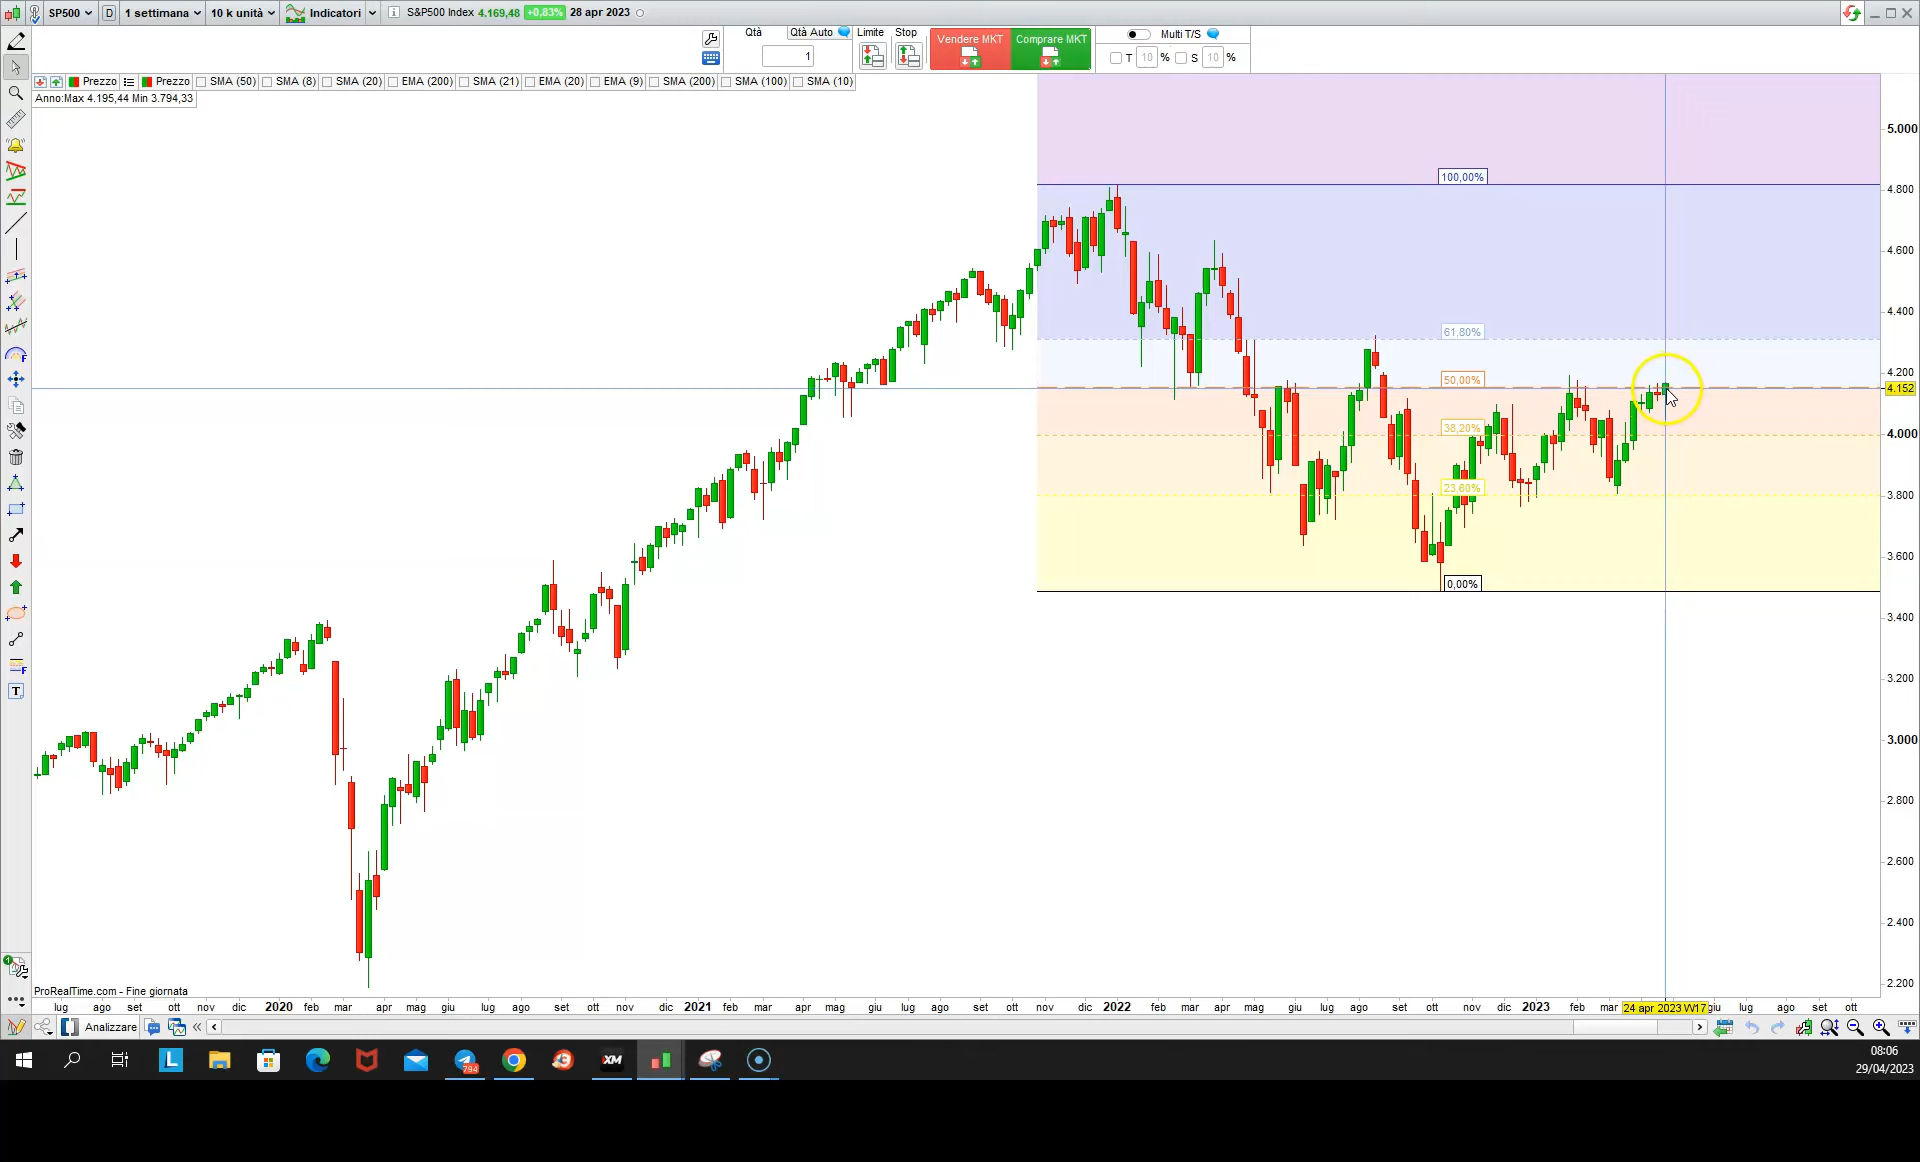 SP500 D 1 settimana 10 k unità Indicatori S&P500 Index 4.169,48 +0,83% 28 apr 2023
Qtà Qtà Auto Limite Stop Vendere MKT Comprare MKT Multi T/S
1 T 10 % S 10 %
Prezzo Prezzo SMA (50) SMA (8) SMA (20) EMA (200) SMA (21) EMA (20) EMA (9) SMA (200) SMA (100) SMA (10)
Anno:Max 4.195,44 Min 3.794,33
5.000
100,00%
4.800
4.600
4.400
61,80%
4.200
50,00%
4.152
38,20%
4.000
23,60%
3.800
3.600
0,00%
3.400
3.200
3.000
2.800
2.600
2.400
2.200
ProRealTime.com - Fine giornata
lug ago set nov dic 2020 feb mar apr mag giu lug ago set nov dic 2021 mar apr mag giu lug ago set ott nov dic 2022 feb mar apr mag giu lug ago set nov dic 2023 feb mar 24 apr 2023 W17 giu lug ago set ott
Analizzare
L 794 XM
08:06
29/04/2023